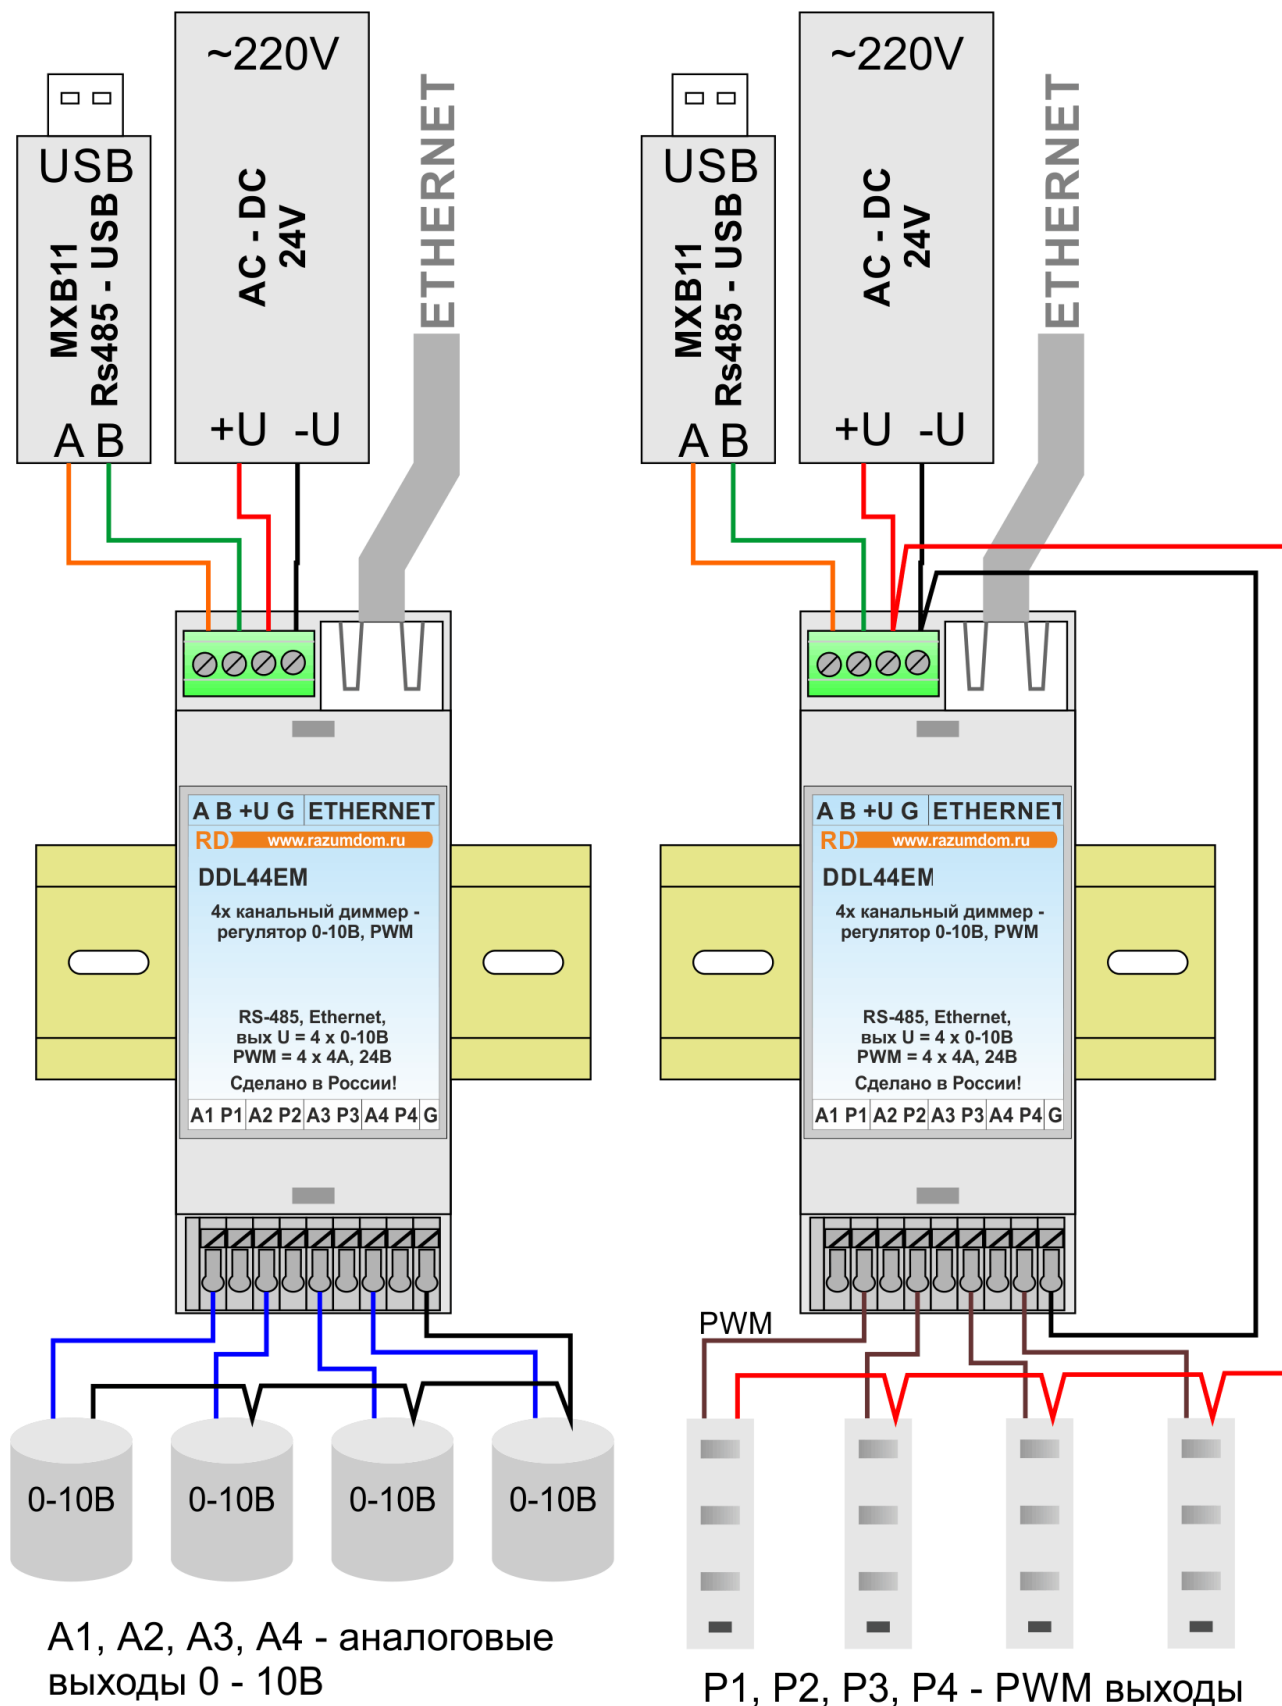 ~220V
USB
MXB11
Rs485 - USB
A B
AC - DC
24V
+U -U
ETHERNET
A B +U G ETHERNET
RD www.razumdom.ru
DDL44EM
4х канальный диммер -
регулятор 0-10В, PWM
RS-485, Ethernet,
вых U = 4 x 0-10В
PWM = 4 x 4A, 24В
Сделано в России!
A1 P1 A2 P2 A3 P3 A4 P4 G
0-10В 0-10В 0-10В 0-10В
А1, А2, А3, А4 - аналоговые
выходы 0 - 10В
~220V
USB
MXB11
Rs485 - USB
A B
AC - DC
24V
+U -U
ETHERNET
A B +U G ETHERNET
RD www.razumdom.ru
DDL44EM
4х канальный диммер -
регулятор 0-10В, PWM
RS-485, Ethernet,
вых U = 4 x 0-10В
PWM = 4 x 4A, 24В
Сделано в России!
A1 P1 A2 P2 A3 P3 A4 P4 G
PWM
P1, P2, P3, P4 - PWM выходы